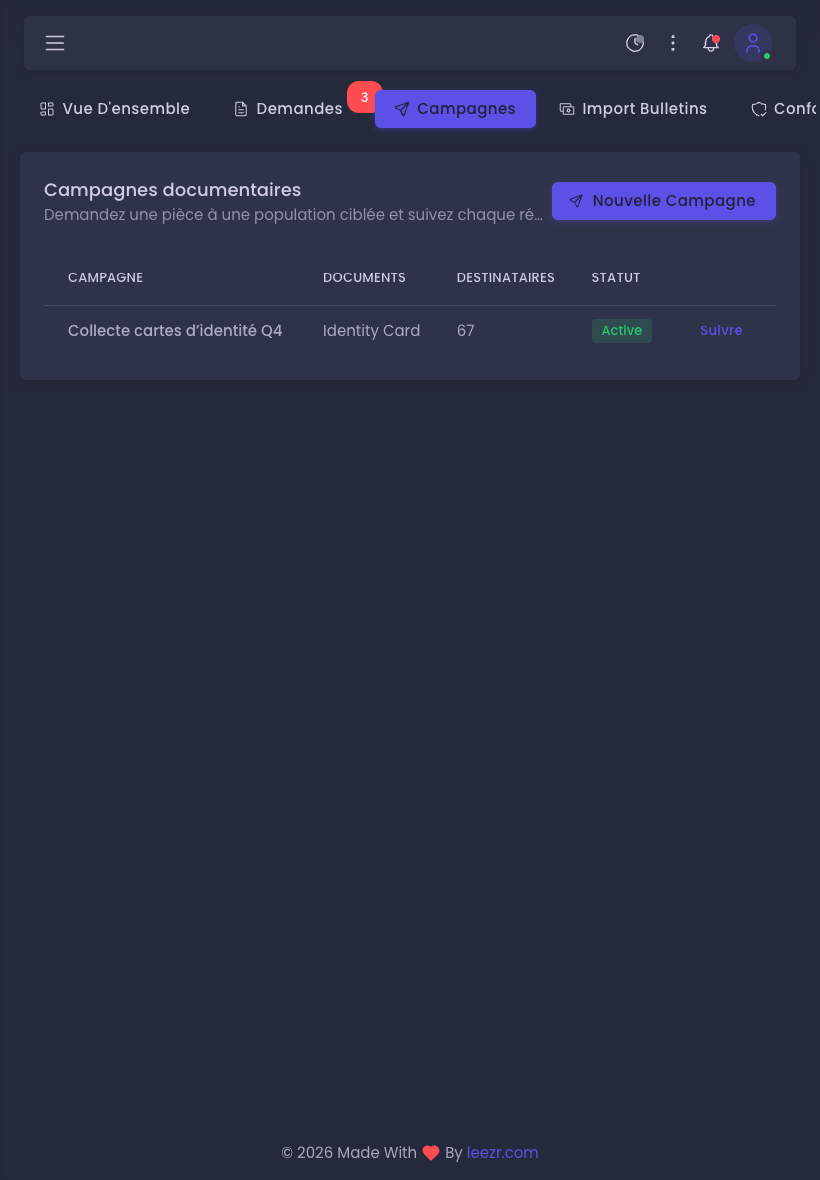 Vue D'ensemble
Demandes
3
Campagnes
Import Bulletins
Campagnes documentaires
Demandez une pièce à une population ciblée et suivez chaque ré...
Nouvelle Campagne
CAMPAGNE DOCUMENTS DESTINATAIRES STATUT
Collecte cartes d’identité Q4 Identity Card 67 Active Suivre
© 2026 Made With ❤ By leezr.com